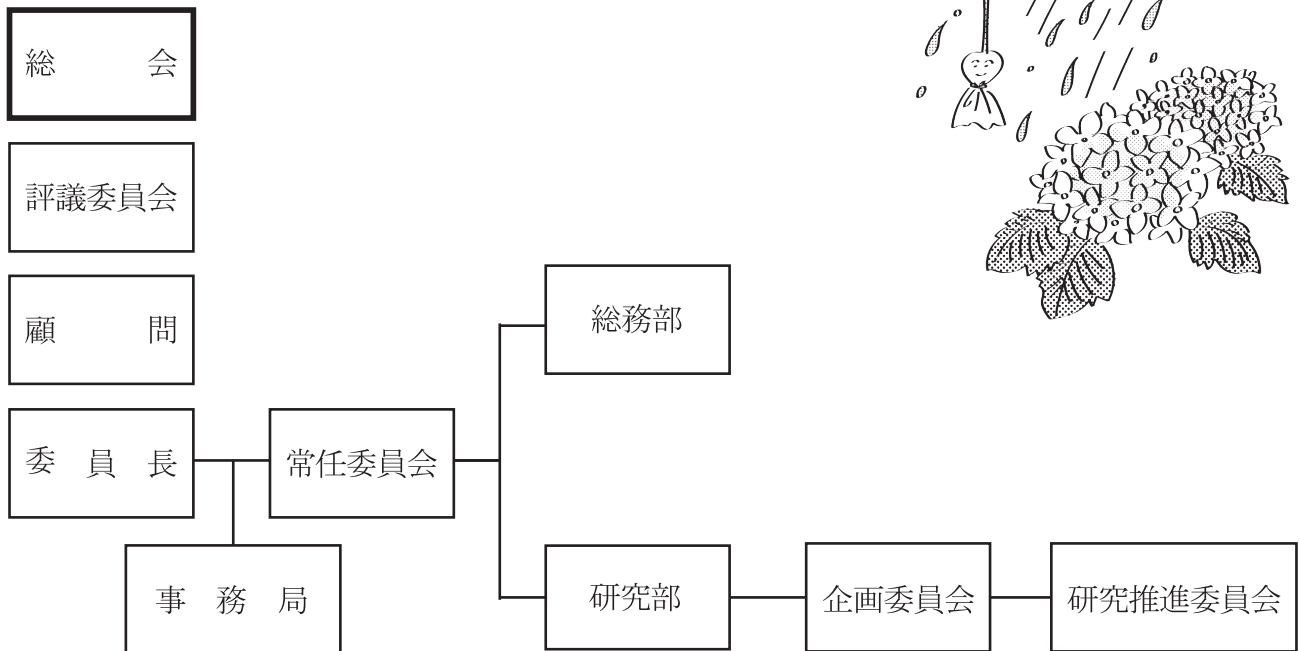 総会
評議委員会
顧問
総務部
委員長
常任委員会
事務局
研究部
企画委員会
研究推進委員会